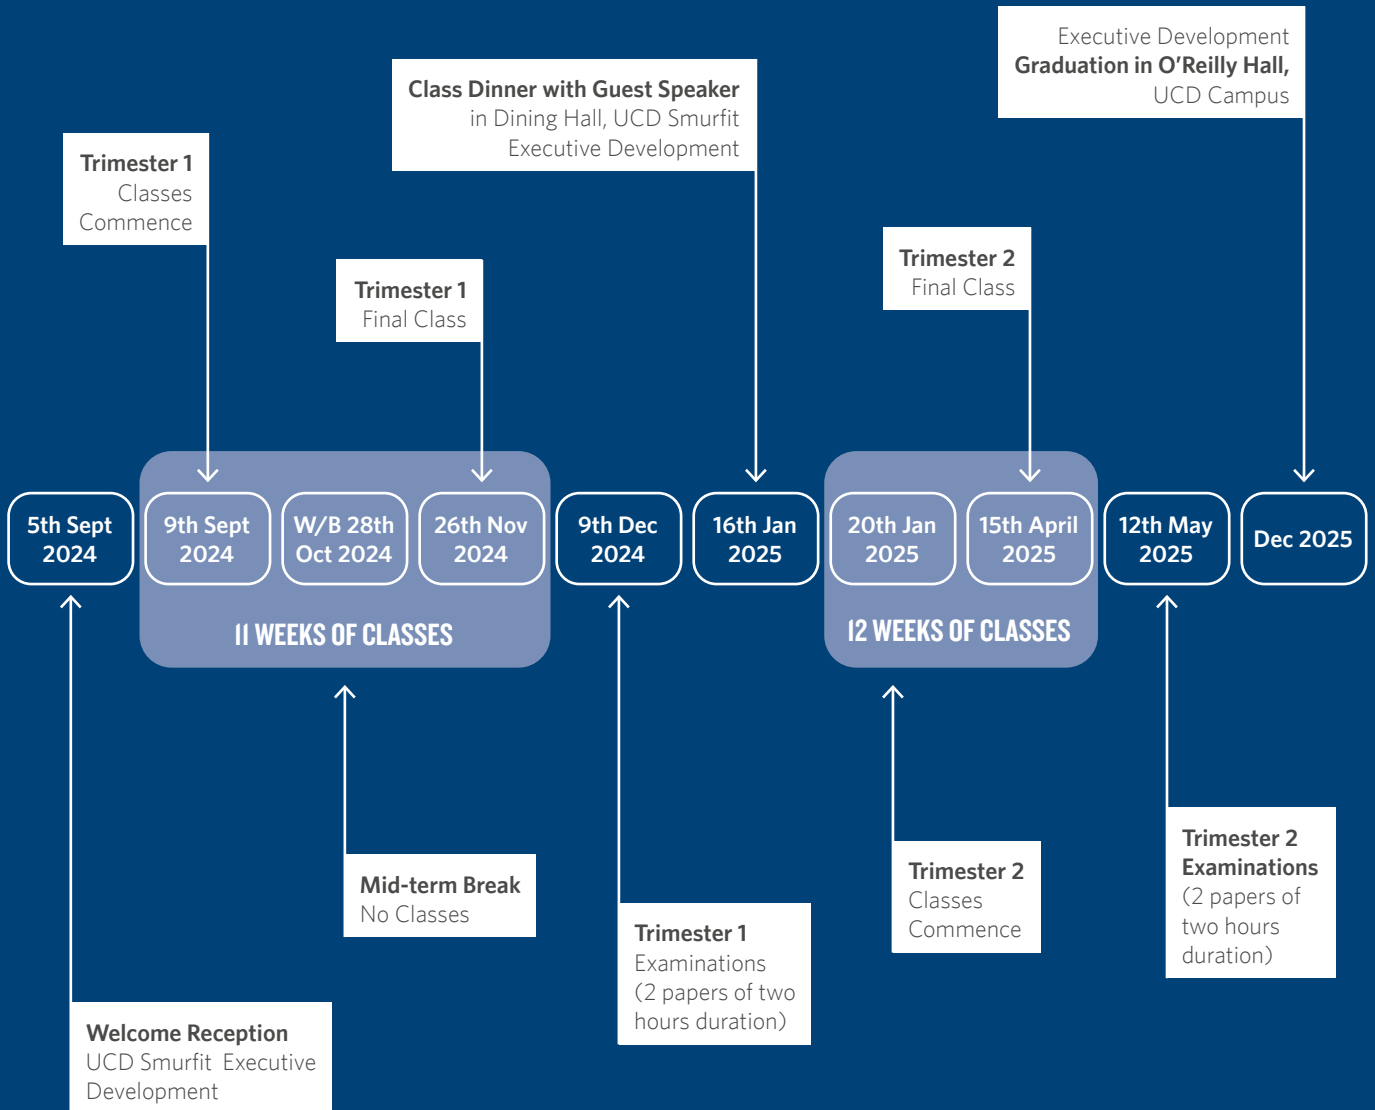 Executive Development
Graduation in O'Reilly Hall,
UCD Campus
Class Dinner with Guest Speaker
in Dining Hall, UCD Smurfit
Executive Development
Trimester 1
Classes
Commence
Trimester 2
Final Class
Trimester 1
Final Class
5th Sept
2024
9th Sept
2024
W/B 28th
Oct 2024
26th Nov
2024
9th Dec
2024
16th Jan
2025
20th Jan
2025
15th April
2025
12th May
2025
Dec 2025
11 WEEKS OF CLASSES
12 WEEKS OF CLASSES
Mid-term Break
No Classes
Trimester 1
Examinations
(2 papers of two
hours duration)
Trimester 2
Classes
Commence
Trimester 2
Examinations
(2 papers of
two hours
duration)
Welcome Reception
UCD Smurfit Executive
Development